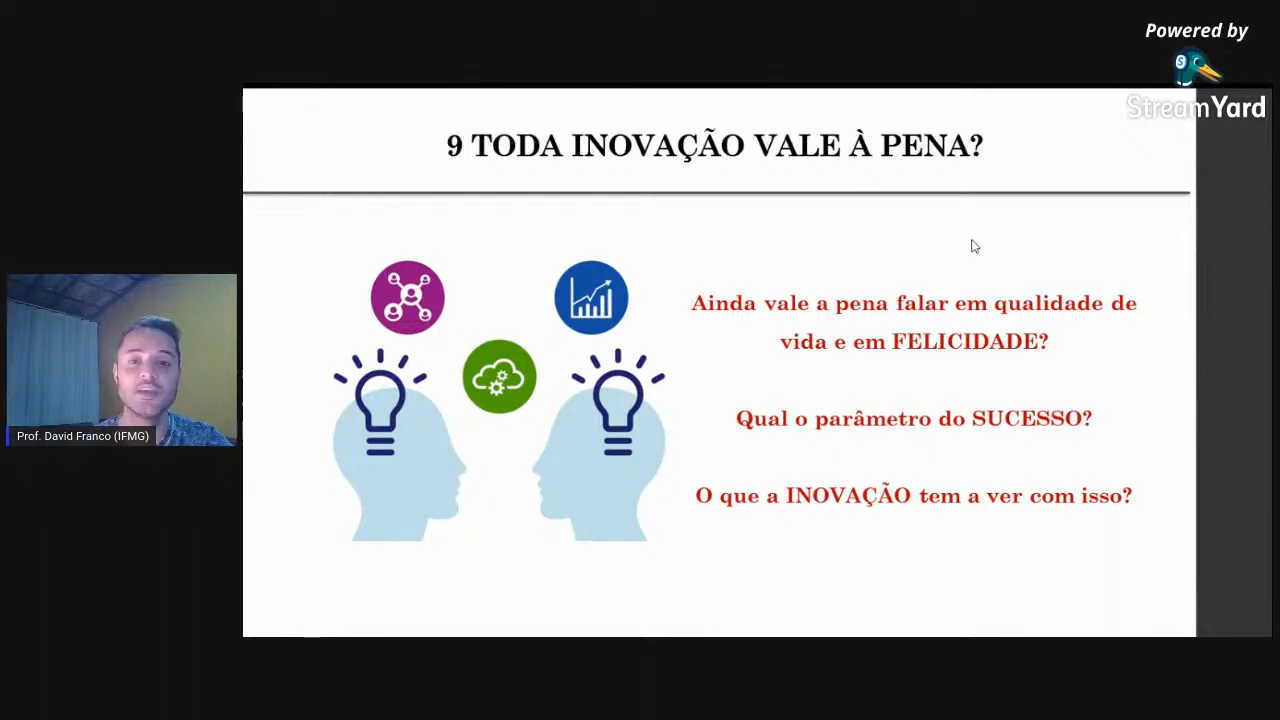 Powered by
StreamYard
9 TODA INOVAÇÃO VALE À PENA?
Ainda vale a pena falar em qualidade de
vida e em FELICIDADE?
Qual o parâmetro do SUCESSO?
O que a INOVAÇÃO tem a ver com isso?
Prof. David Franco (IFMG)